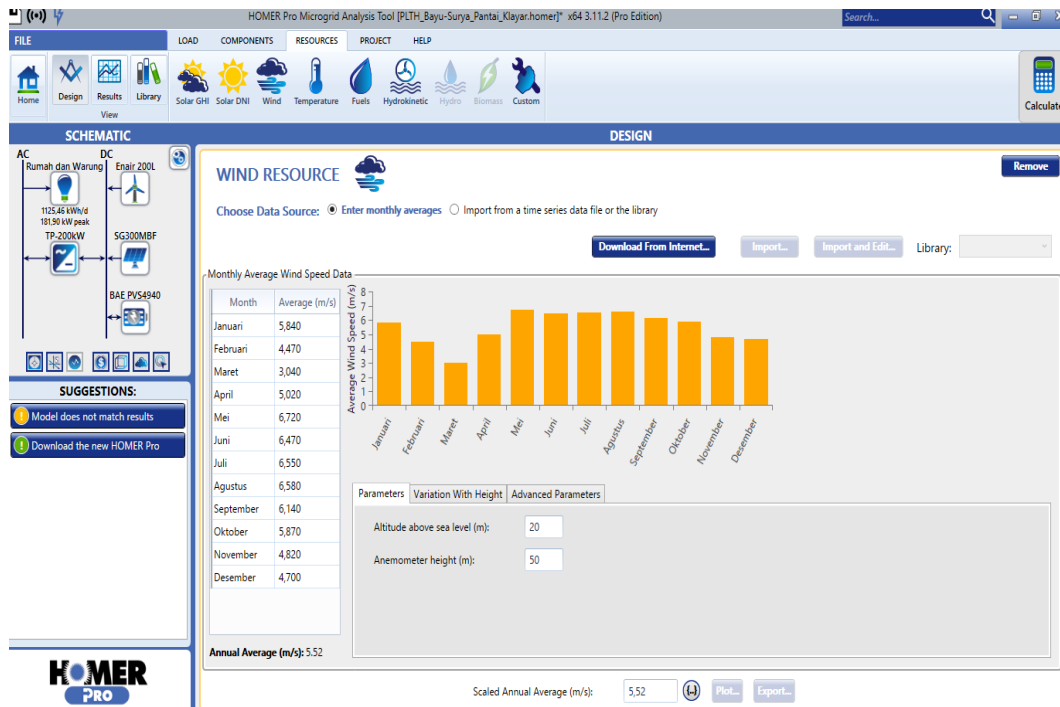 HOMER Pro Microgrid Analysis Tool [PLTH_Bayu-Surya_Pantai_Klayar.homer]* x64 3.11.2 (Pro Edition)
Search...
FILE
LOAD COMPONENTS RESOURCES PROJECT HELP
Home
Design
Results
Library
View
Solar GHI
Solar DNI
Wind
Temperature
Fuels
Hydrokinetic
Hydro
Biomass
Custom
Calculate
SCHEMATIC
AC
DC
Rumah dan Warung
Enair 200L
1125,46 kWh/d
181,90 kW peak
TP-200kW
SG300MBF
BAE PVS4940
SUGGESTIONS:
Model does not match results
Download the new HOMER Pro
HOMER
PRO
DESIGN
WIND RESOURCE
Remove
Choose Data Source:
Enter monthly averages
Import from a time series data file or the library
Download From Internet...
Import...
Import and Edit...
Library:
Monthly Average Wind Speed Data
Month Average (m/s)
Januari 5,840
Februari 4,470
Maret 3,040
April 5,020
Mei 6,720
Juni 6,470
Juli 6,550
Agustus 6,580
September 6,140
Oktober 5,870
November 4,820
Desember 4,700
Annual Average (m/s): 5.52
Average Wind Speed (m/s)
8
7
6
5
4
3
2
1
0
Januari
Februari
Maret
April
Mei
Juni
Juli
Agustus
September
Oktober
November
Desember
Parameters
Variation With Height
Advanced Parameters
Altitude above sea level (m): 20
Anemometer height (m): 50
Scaled Annual Average (m/s): 5,52
{..}
Plot...
Export...